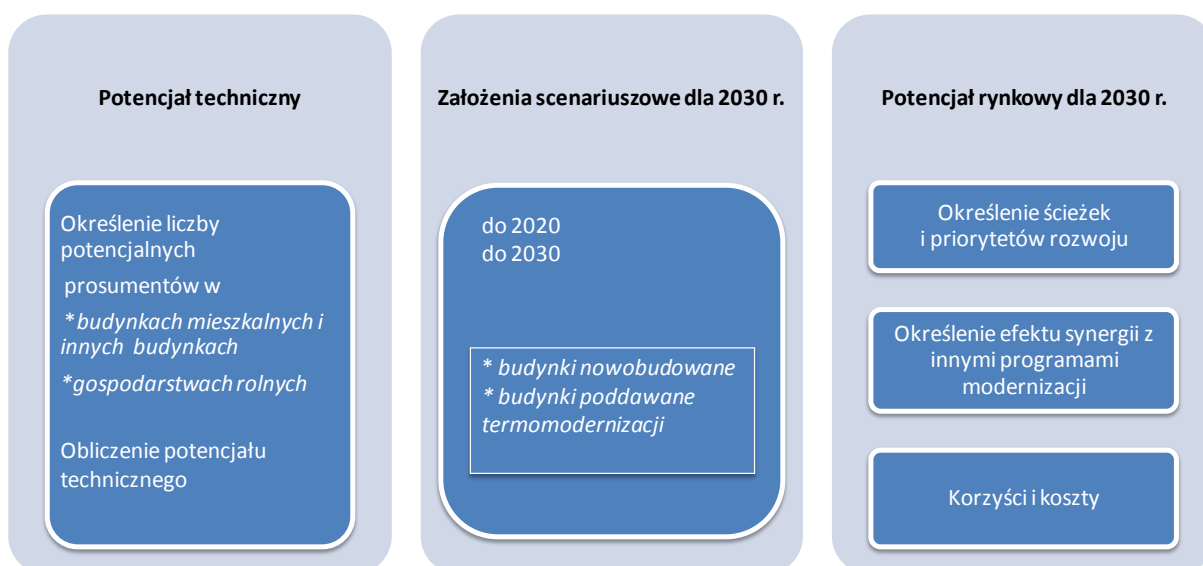 Potencjał techniczny
Określenie liczby
potencjalnych
prosumentów w
*budynkach mieszkalnych i
innych budynkach
*gospodarstwach rolnych
Obliczenie potencjału
technicznego
Założenia scenariuszowe dla 2030 r.
do 2020
do 2030
* budynki nowobudowane
* budynki poddawane
termomodernizacji
Potencjał rynkowy dla 2030 r.
Określenie ścieżek
i priorytetów rozwoju
Określenie efektu synergii z
innymi programami
modernizacji
Korzyści i koszty